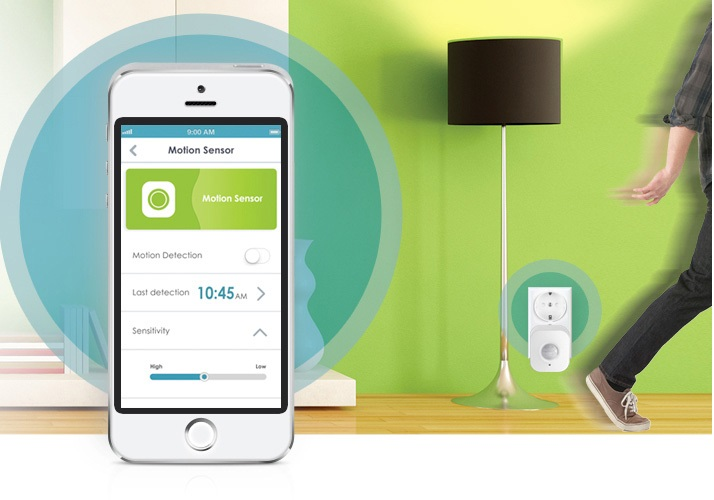 9:00 AM
Motion Sensor
Motion Sensor
Motion Detection
Last detection 10:45AM
Sensitivity
High Low